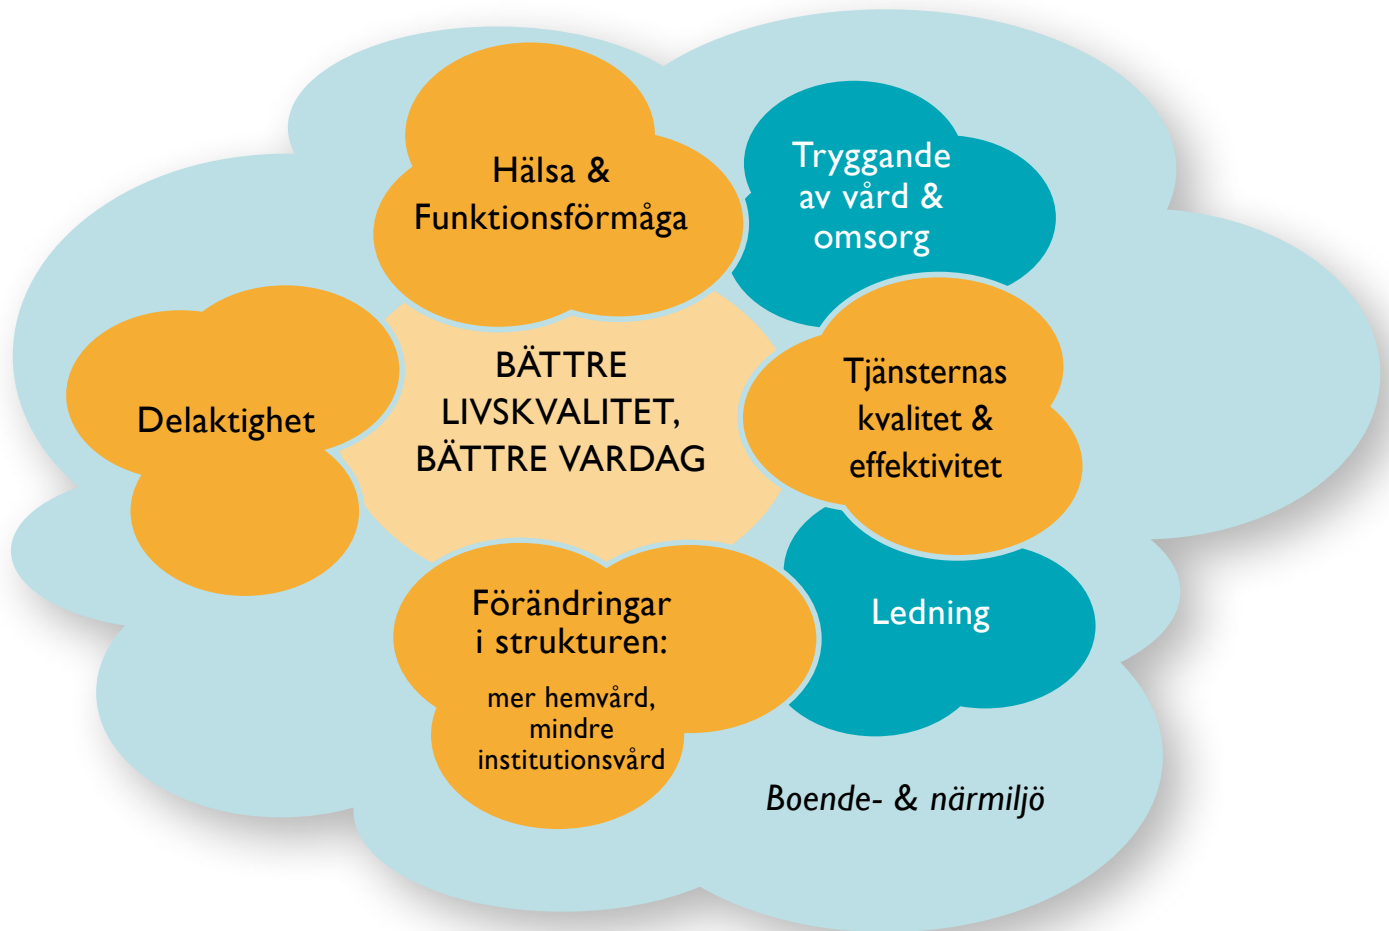 Hälsa &
Funktionsförmåga
Tryggande
av vård &
omsorg
Delaktighet
BÄTTRE
LIVSKVALITET,
BÄTTRE VARDAG
Tjänsternas
kvalitet &
effektivitet
Förändringar
i strukturen:
mer hemvård,
mindre
institutionsvård
Ledning
Boende- & närmiljö